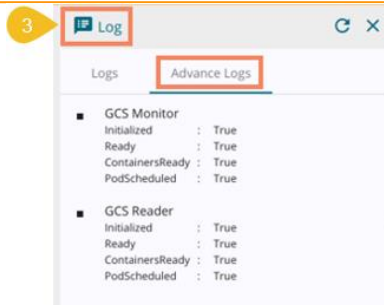 3
Log
Logs Advance Logs
GCS Monitor
Initialized : True
Ready : True
ContainersReady : True
PodScheduled : True
GCS Reader
Initialized : True
Ready : True
ContainersReady : True
PodScheduled : True